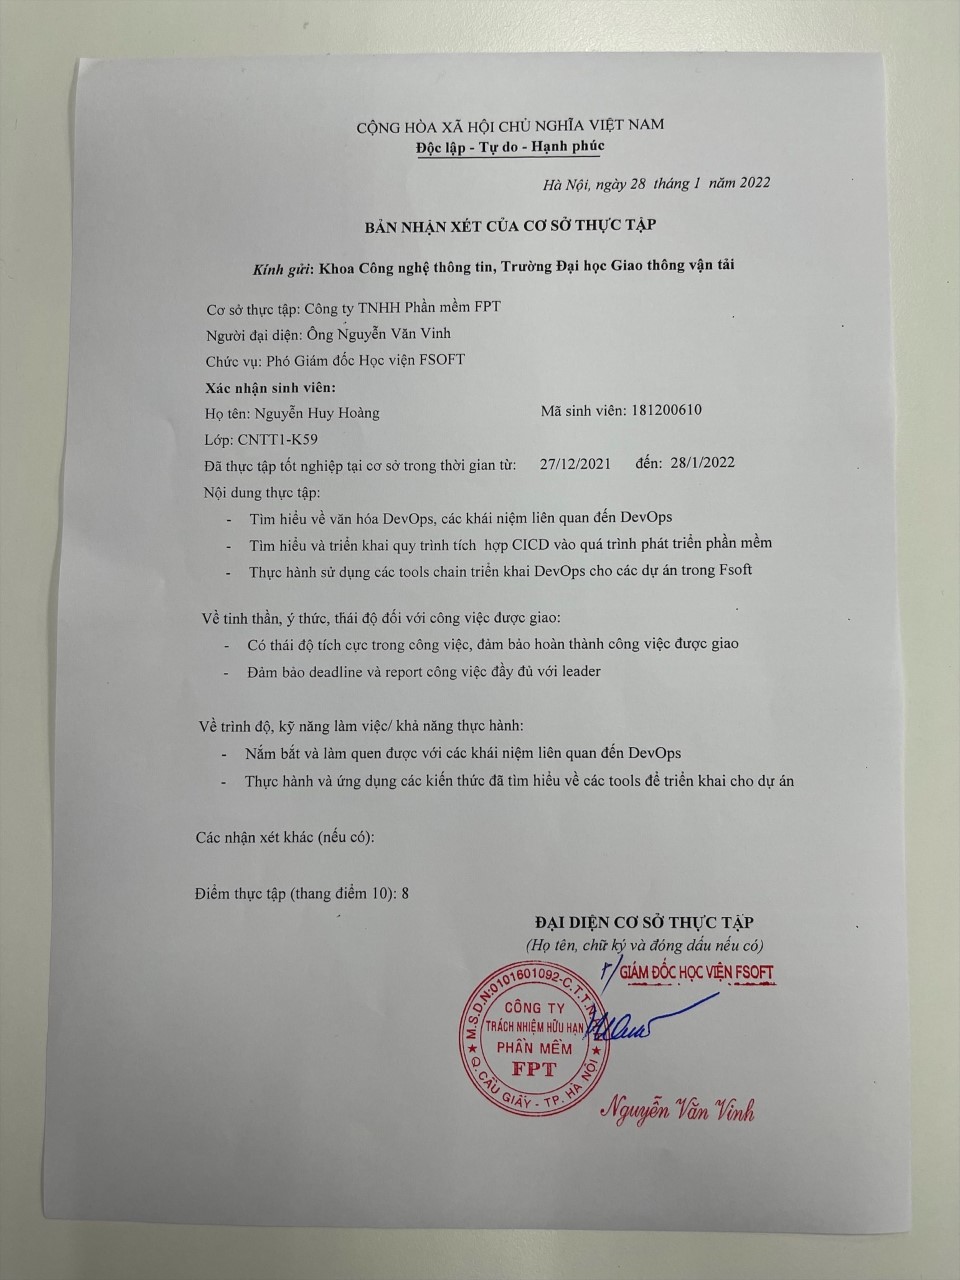 CỘNG HÒA XÃ HỘI CHỦ NGHĨA VIỆT NAM
Độc lập - Tự do - Hạnh phúc
Hà Nội, ngày 28 tháng 1 năm 2022
BẢN NHẬN XÉT CỦA CƠ SỞ THỰC TẬP
Kính gửi: Khoa Công nghệ thông tin, Trường Đại học Giao thông vận tải
Cơ sở thực tập: Công ty TNHH Phần mềm FPT
Người đại diện: Ông Nguyễn Văn Vinh
Chức vụ: Phó Giám đốc Học viện FSOFT
Xác nhận sinh viên:
Họ tên: Nguyễn Huy Hoàng Mã sinh viên: 181200610
Lớp: CNTT1-K59
Đã thực tập tốt nghiệp tại cơ sở trong thời gian từ: 27/12/2021 đến: 28/1/2022
Nội dung thực tập:
- Tìm hiểu về văn hóa DevOps, các khái niệm liên quan đến DevOps
- Tìm hiểu và triển khai quy trình tích hợp CICD vào quá trình phát triển phần mềm
- Thực hành sử dụng các tools chain triển khai DevOps cho các dự án trong Fsoft
Về tinh thần, ý thức, thái độ đối với công việc được giao:
- Có thái độ tích cực trong công việc, đảm bảo hoàn thành công việc được giao
- Đảm bảo deadline và report công việc đầy đủ với leader
Về trình độ, kỹ năng làm việc/ khả năng thực hành:
- Nắm bắt và làm quen được với các khái niệm liên quan đến DevOps
- Thực hành và ứng dụng các kiến thức đã tìm hiểu về các tools để triển khai cho dự án
Các nhận xét khác (nếu có):
Điểm thực tập (thang điểm 10): 8
ĐẠI DIỆN CƠ SỞ THỰC TẬP
(Họ tên, chữ ký và đóng dấu nếu có)
GIÁM ĐỐC HỌC VIỆN FSOFT
M.S.D.N:0101601092-C.T.T.N
CÔNG TY
TRÁCH NHIỆM HỮU HẠN
PHẦN MỀM
FPT
Q.CẦU GIẤY - TP. HÀ NỘI
Nguyễn Văn Vinh